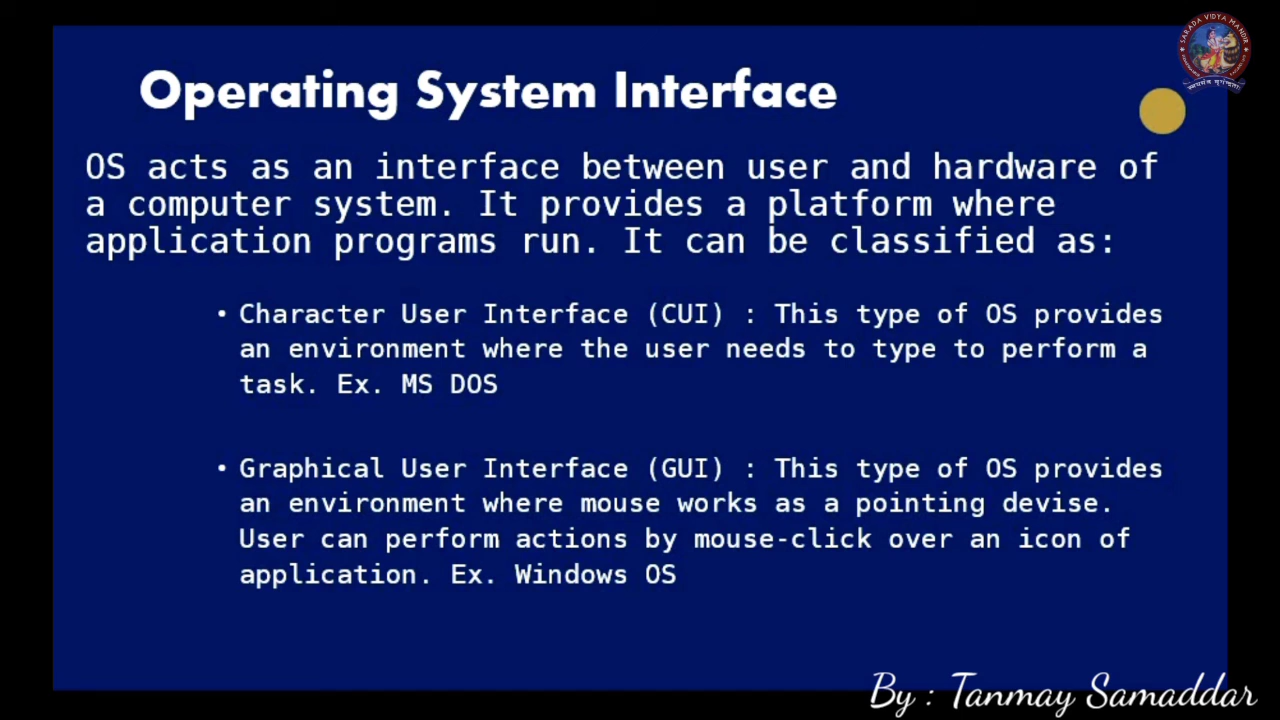 SARADA VIDYA MANDIR
Operating System Interface
OS acts as an interface between user and hardware of
a computer system. It provides a platform where
application programs run. It can be classified as:
• Character User Interface (CUI) : This type of OS provides
an environment where the user needs to type to perform a
task. Ex. MS DOS
• Graphical User Interface (GUI) : This type of OS provides
an environment where mouse works as a pointing devise.
User can perform actions by mouse-click over an icon of
application. Ex. Windows OS
By : Tanmay Samaddar